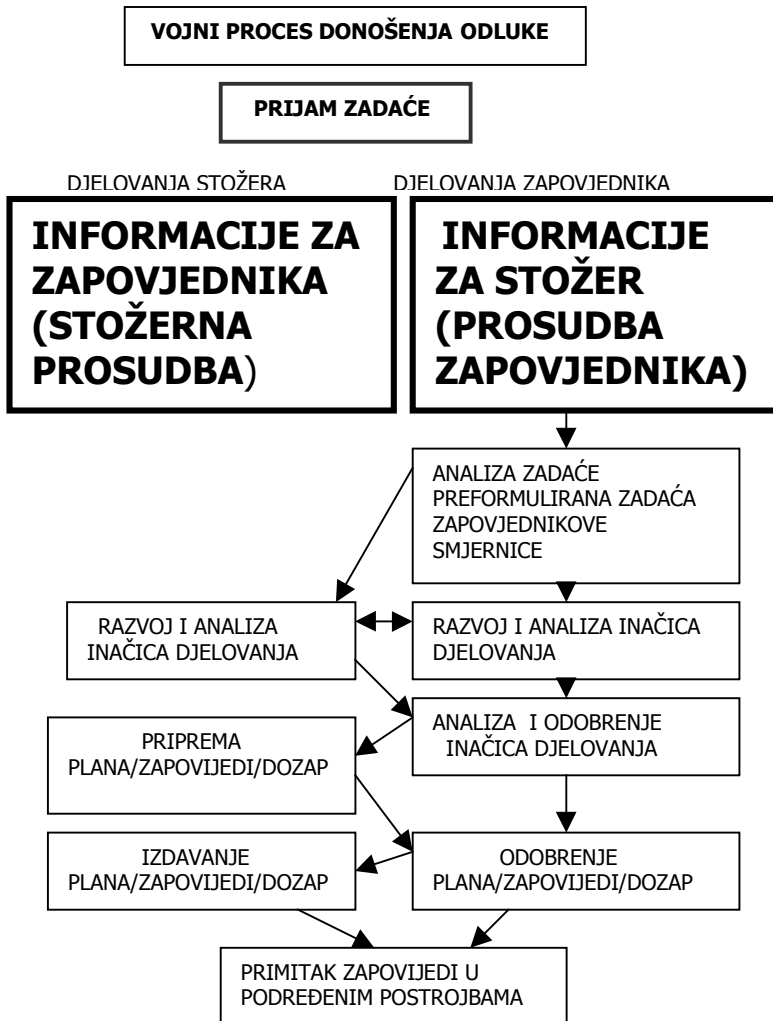 VOJNI PROCES DONOŠENJA ODLUKE
PRIJAM ZADAĆE
DJELOVANJA STOŽERA
DJELOVANJA ZAPOVJEDNIKA
INFORMACIJE ZA
ZAPOVJEDNIKA
(STOŽERNA
PROSUDBA)
INFORMACIJE
ZA STOŽER
(PROSUDBA
ZAPOVJEDNIKA)
ANALIZA ZADAĆE
PREFORMULIRANA ZADAĆA
ZAPOVJEDNIKOVE
SMJERNICE
RAZVOJ I ANALIZA
INAČICA DJELOVANJA
RAZVOJ I ANALIZA INAČICA
DJELOVANJA
ANALIZA I ODOBRENJE
INAČICA DJELOVANJA
PRIPREMA
PLANA/ZAPOVIJEDI/DOZAP
IZDAVANJE
PLANA/ZAPOVIJEDI/DOZAP
ODOBRENJE
PLANA/ZAPOVIJEDI/DOZAP
PRIMITAK ZAPOVIJEDI U
PODREĐENIM POSTROJBAMA